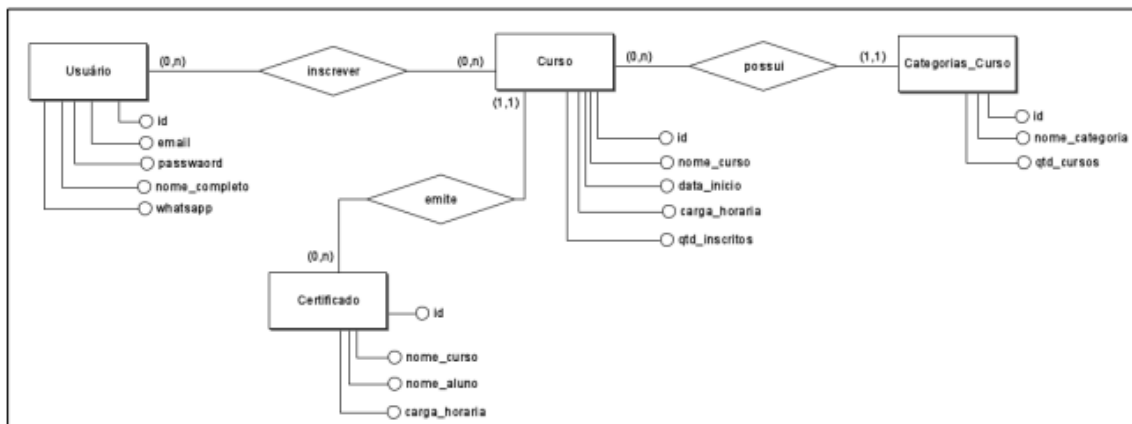 Usuário
(0,n)
inscrever
(0,n)
Curso
(0,n)
possui
(1,1)
Categorias_Curso
(1,1)
id
email
passwaord
nome_completo
whatsapp
id
nome_curso
data_inicio
carga_horaria
qtd_inscritos
id
nome_categoria
qtd_cursos
emite
(0,n)
Certificado
id
nome_curso
nome_aluno
carga_horaria